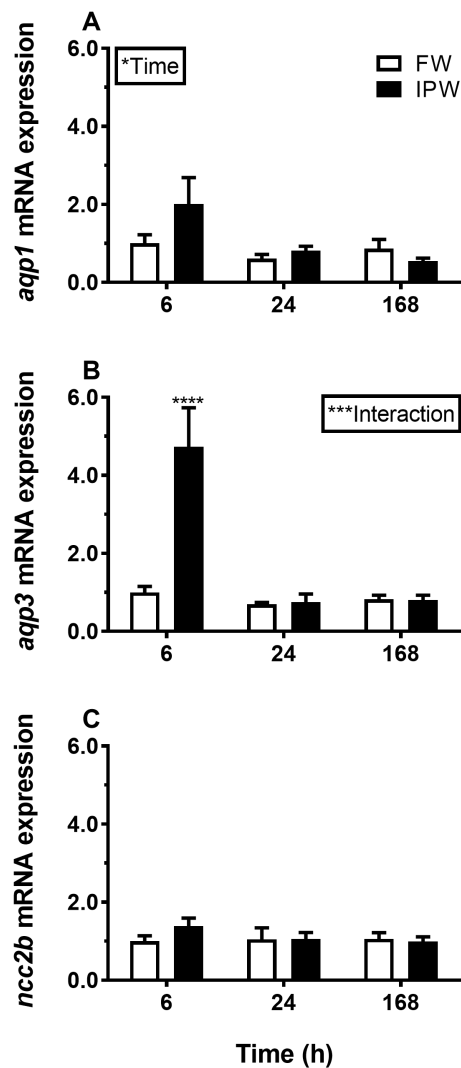 A
6.0
*Time
FW
IPW
4.0
2.0
0.0
6 24 168
aqp1 mRNA expression
B
6.0
****
***Interaction
4.0
2.0
0.0
6 24 168
aqp3 mRNA expression
C
6.0
4.0
2.0
0.0
6 24 168
ncc2b mRNA expression
Time (h)